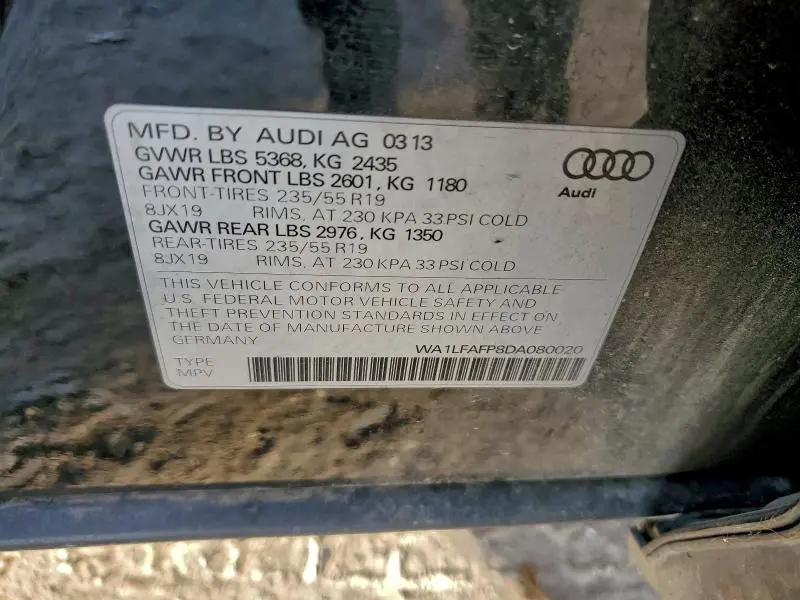 MFD. BY AUDI AG 03 13
GVWR LBS 5368, KG 2435
GAWR FRONT LBS 2601, KG 1180
FRONT-TIRES 235/55 R19
8JX19 RIMS, AT 230 KPA 33 PSI COLD
GAWR REAR LBS 2976, KG 1350
REAR-TIRES 235/55 R19
8JX19 RIMS, AT 230 KPA 33 PSI COLD
Audi
THIS VEHICLE CONFORMS TO ALL APPLICABLE
U.S. FEDERAL MOTOR VEHICLE SAFETY AND
THEFT PREVENTION STANDARDS IN EFFECT ON
THE DATE OF MANUFACTURE SHOWN ABOVE
GERMANY
WA1LFAFP8DA080020
TYPE
MPV